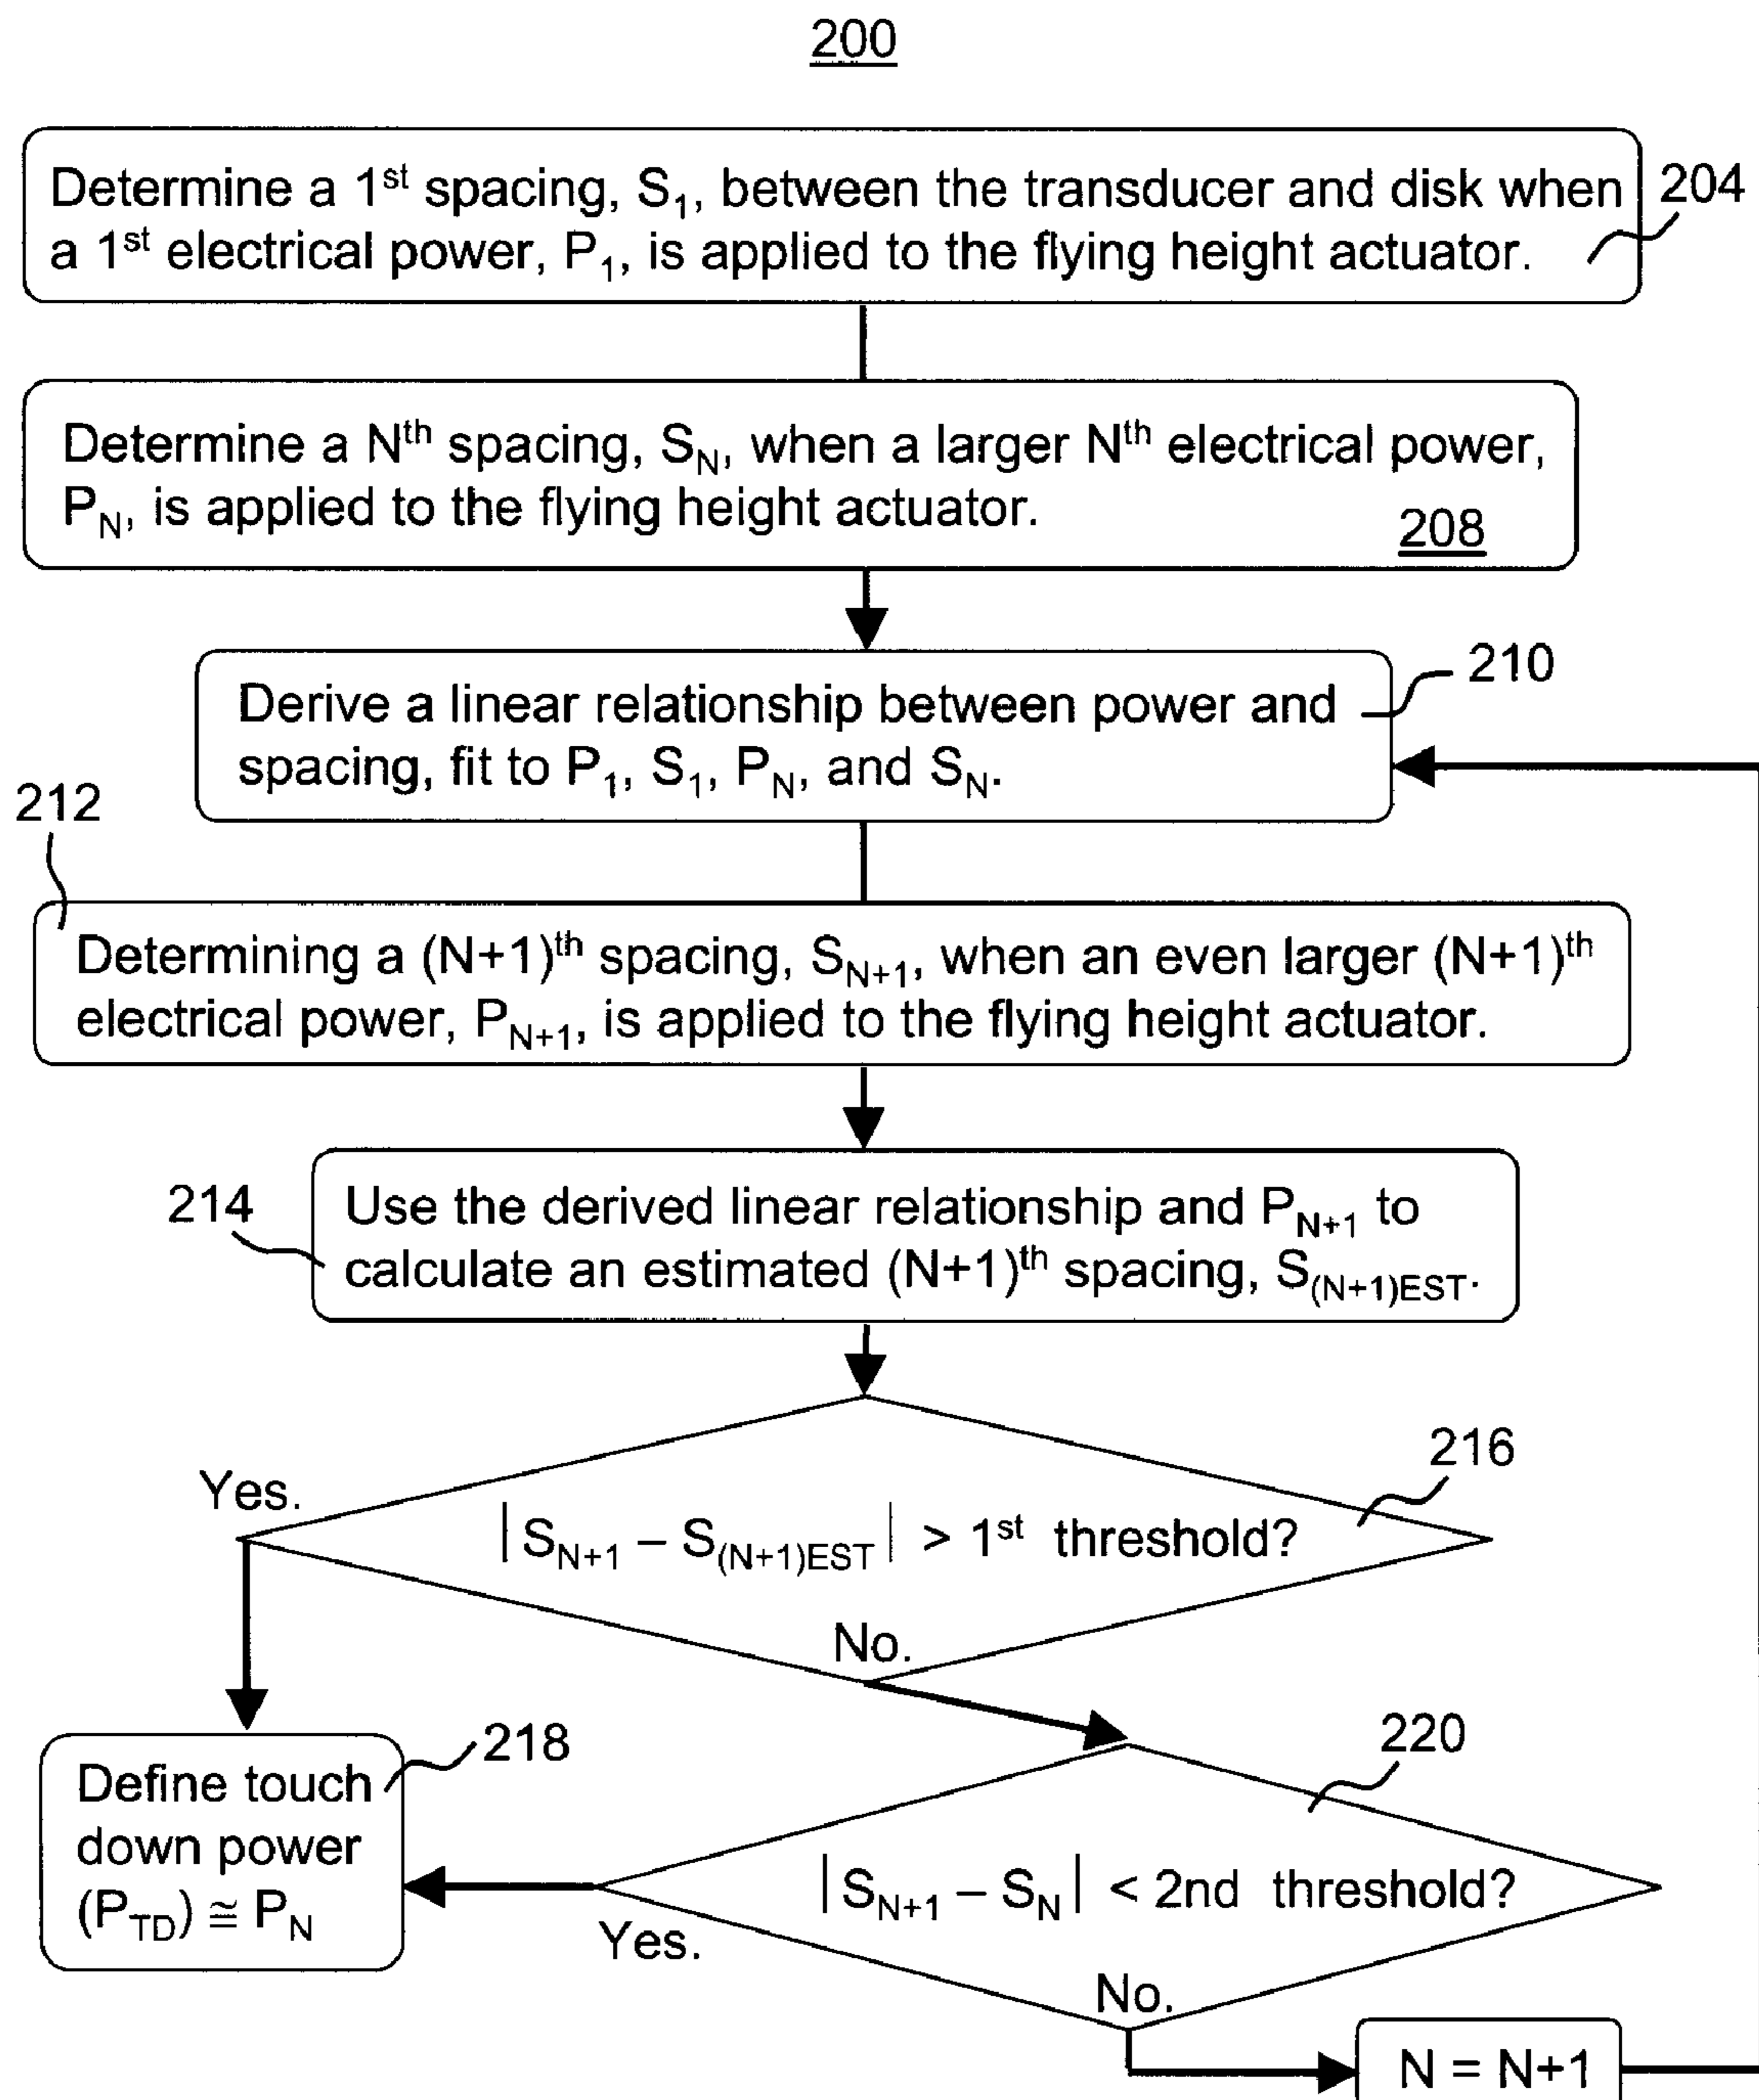 200
Determine a 1st spacing, S1, between the transducer and disk when
a 1st electrical power, P1, is applied to the flying height actuator.
204
Determine a Nth spacing, SN, when a larger Nth electrical power,
PN, is applied to the flying height actuator.
208
210
Derive a linear relationship between power and
spacing, fit to P1, S1, PN, and SN.
212
Determining a (N+1)th spacing, SN+1, when an even larger (N+1)th
electrical power, PN+1, is applied to the flying height actuator.
214
Use the derived linear relationship and PN+1 to
calculate an estimated (N+1)th spacing, S(N+1)EST.
216
Yes.
|SN+1 – S(N+1)EST| > 1st threshold?
No.
218
Define touch
down power
(PTD) ≅ PN
220
|SN+1 – SN| < 2nd threshold?
Yes.
No.
N = N+1